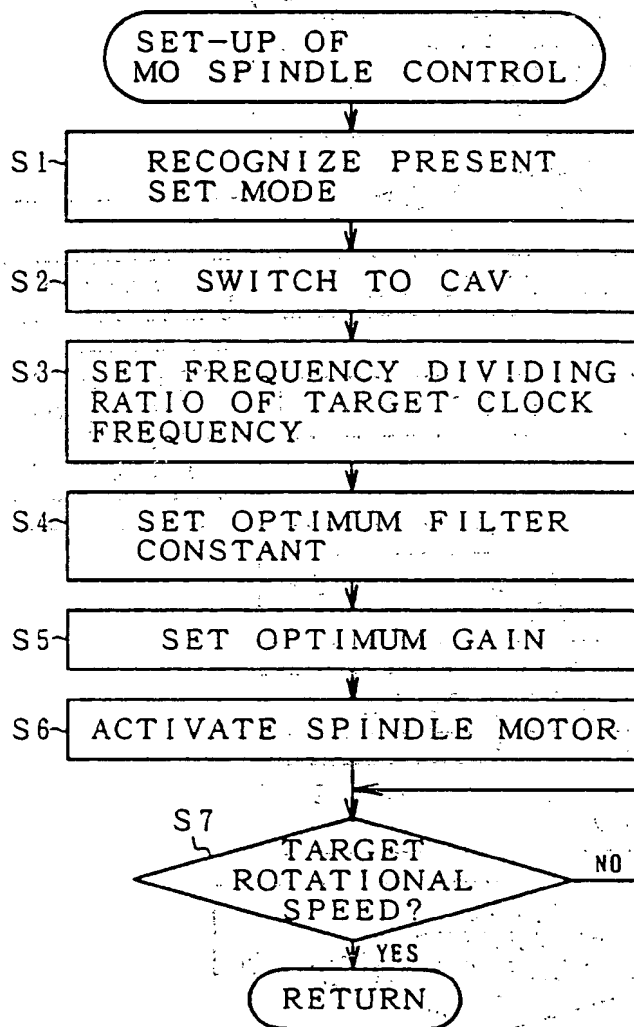 SET-UP OF
MO SPINDLE CONTROL
S1
RECOGNIZE PRESENT
SET MODE
S2
SWITCH TO CAV
S3
SET FREQUENCY DIVIDING
RATIO OF TARGET CLOCK
FREQUENCY
S4
SET OPTIMUM FILTER
CONSTANT
S5
SET OPTIMUM GAIN
S6
ACTIVATE SPINDLE MOTOR
S7
TARGET
ROTATIONAL
SPEED?
NO
YES
RETURN